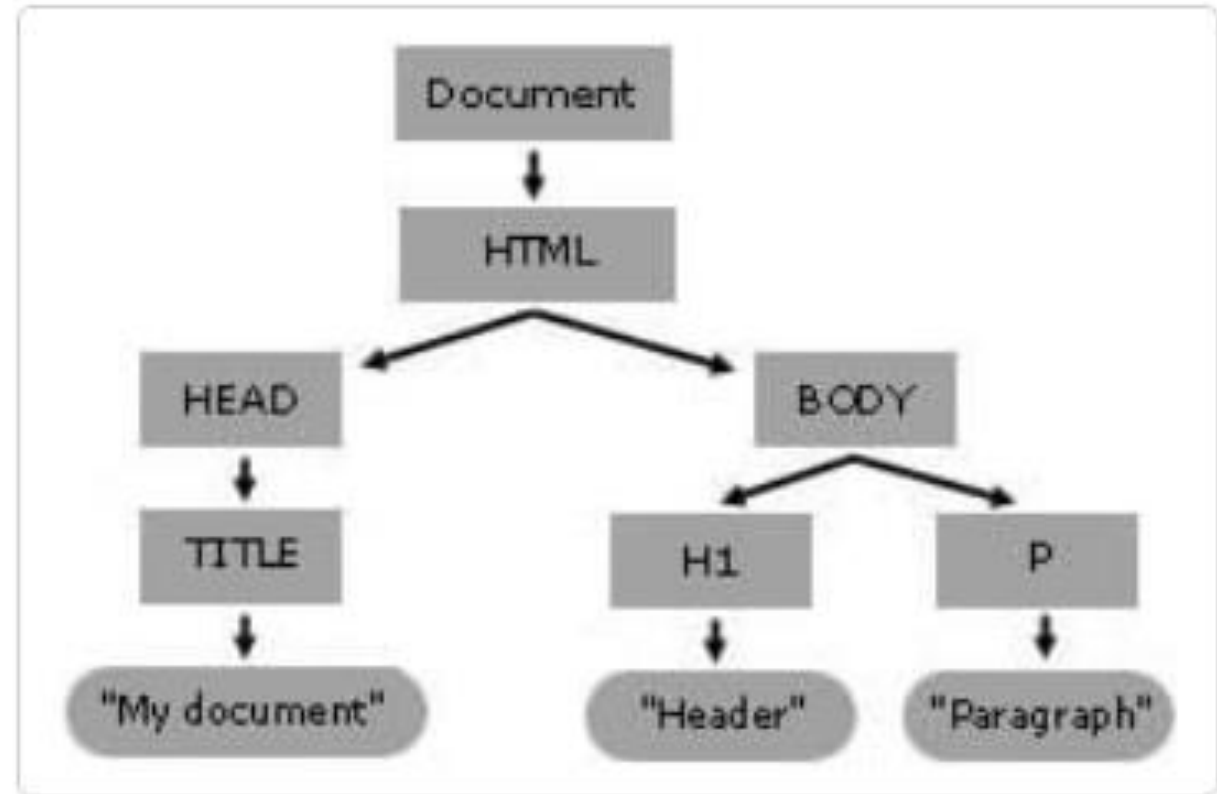 Document
HTML
HEAD BODY
TITLE H1 P
"My document" "Header" "Paragraph"